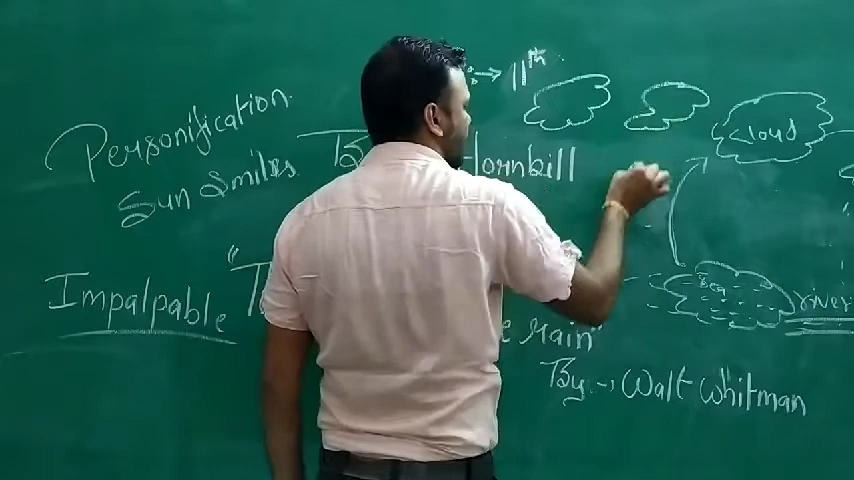 → 11th
Personification.
Sun Smiles.
Hornbill
Cloud
Impalpable
Sea
river
e rain"
By :→ Walt Whitman